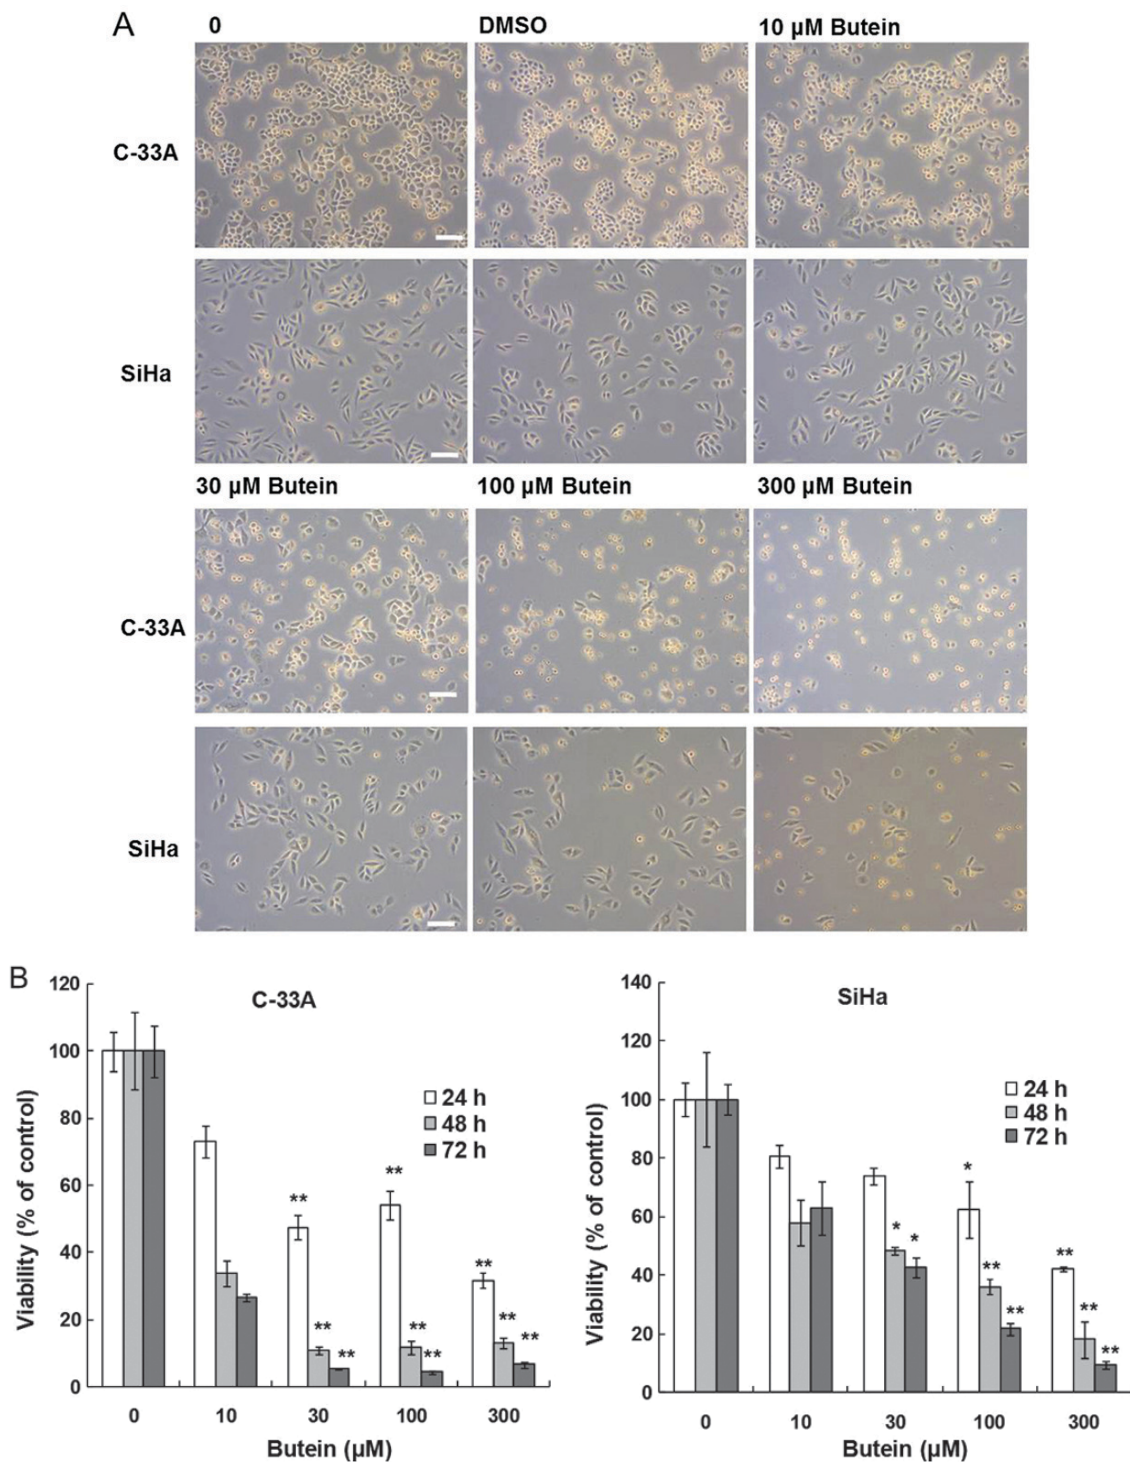 A
0 DMSO 10 µM Butein
C-33A
SiHa
30 µM Butein 100 µM Butein 300 µM Butein
C-33A
SiHa
B
C-33A
Viability (% of control)
120
100
80
60
40
20
0
24 h
48 h
72 h
** ** ** ** ** ** ** ** **
0 10 30 100 300
Butein (µM)
SiHa
Viability (% of control)
140
120
100
80
60
40
20
0
24 h
48 h
72 h
* * * ** ** ** ** **
0 10 30 100 300
Butein (µM)